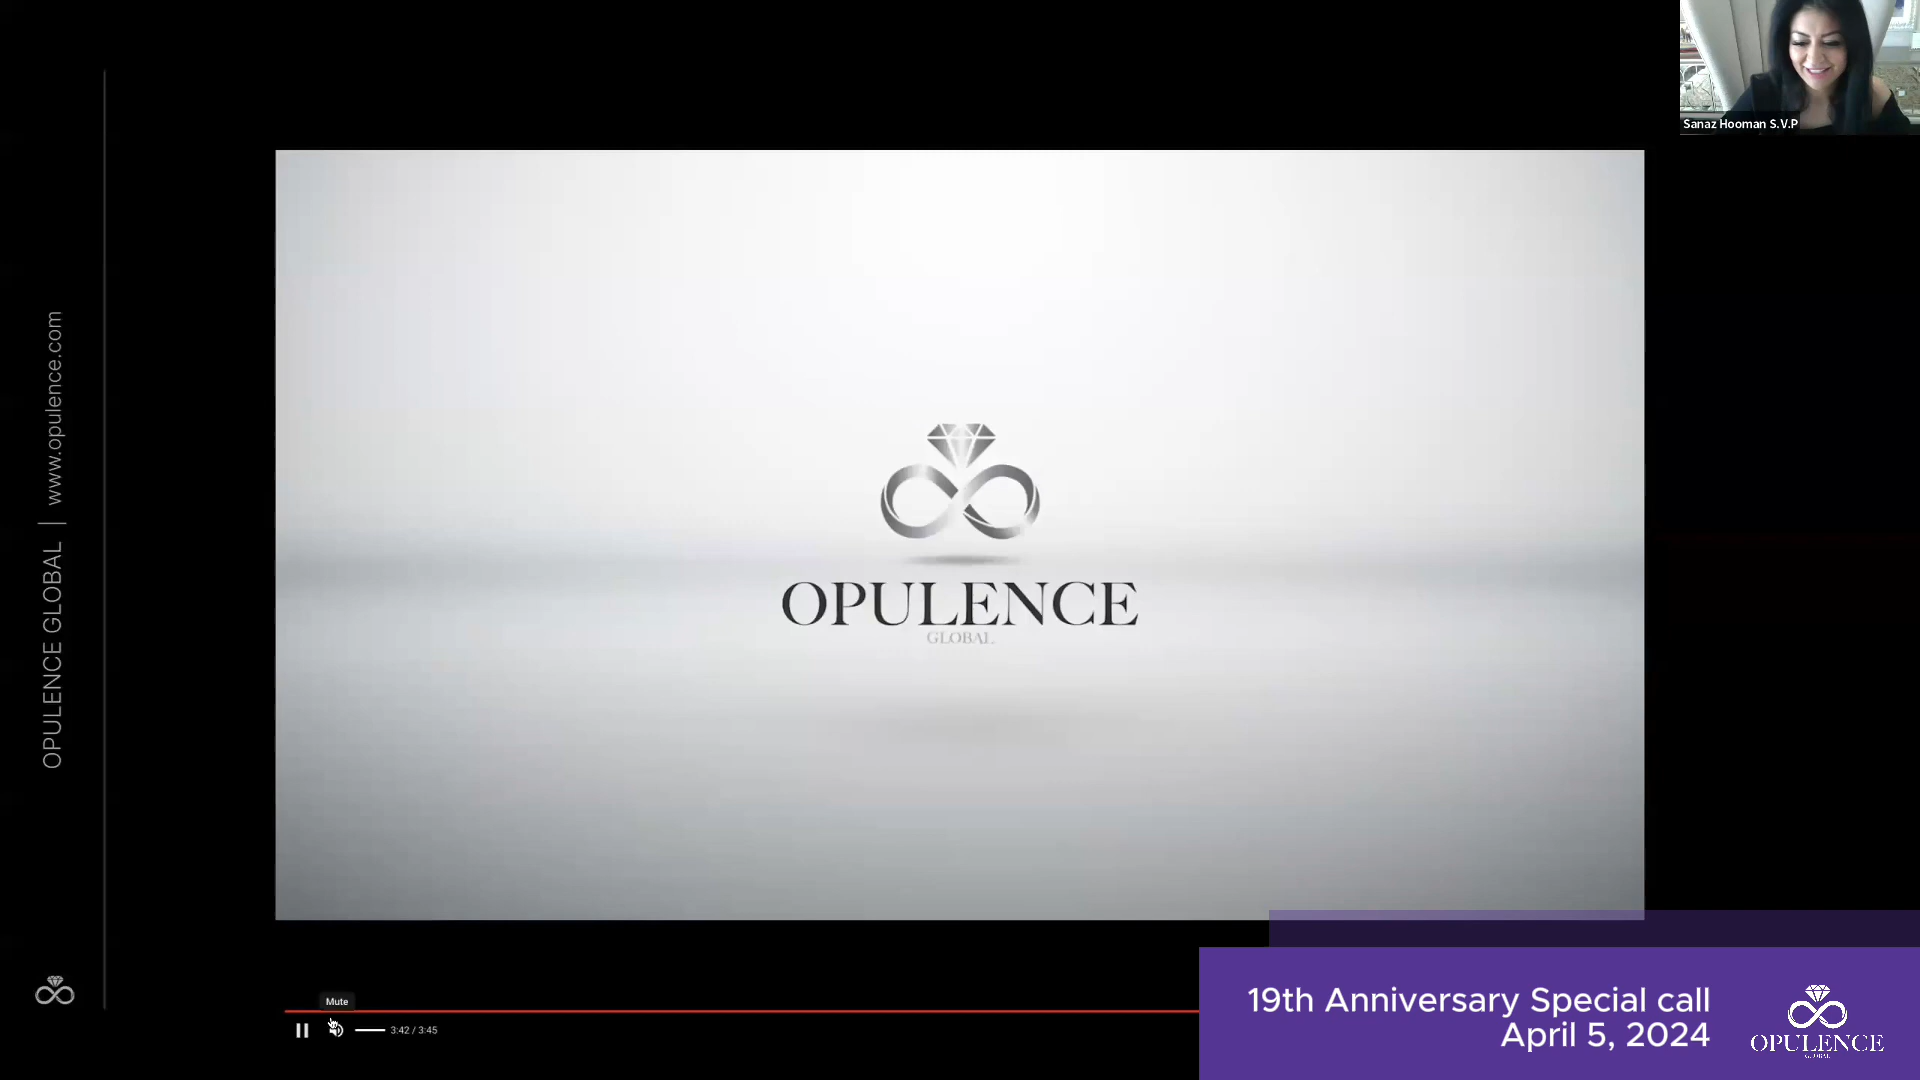 Sanaz Hooman S.V.P
OPULENCE GLOBAL | www.opulence.com
OPULENCE
GLOBAL
Mute
3:42 / 3:45
19th Anniversary Special call
April 5, 2024
OPULENCE
GLOBAL